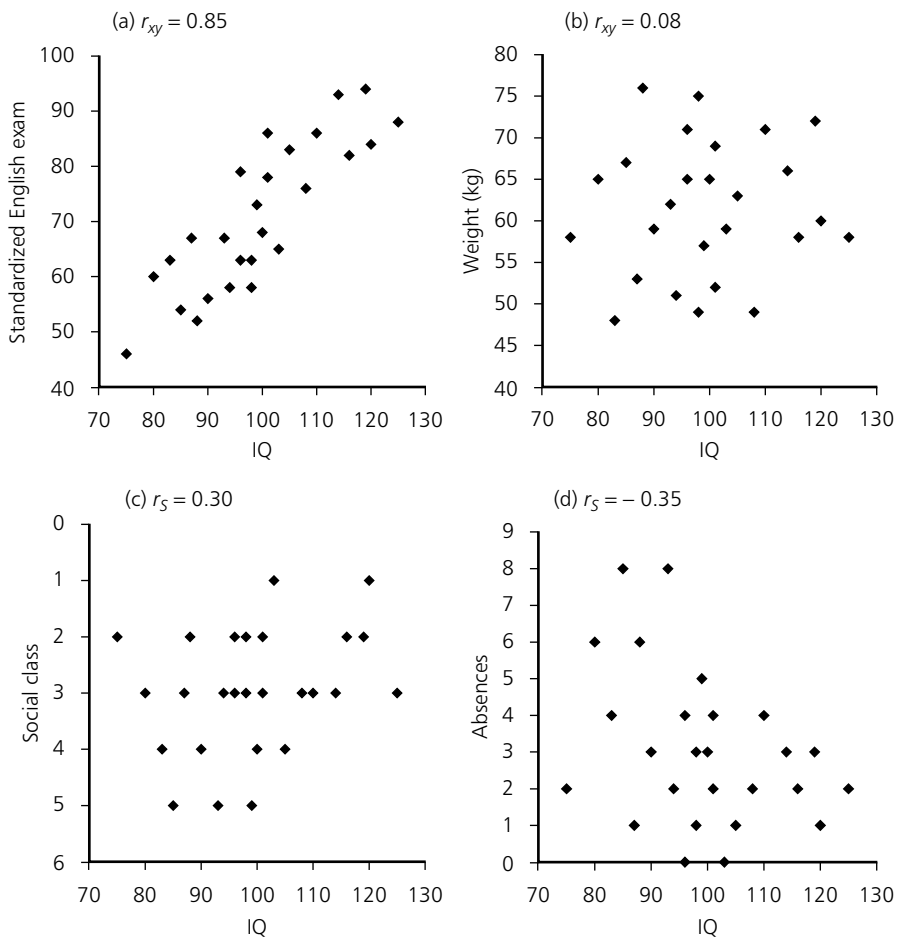 (a) rxy = 0.85
Standardized English exam
100
90
80
70
60
50
40
70 80 90 100 110 120 130
IQ
(b) rxy = 0.08
Weight (kg)
80
75
70
65
60
55
50
45
40
70 80 90 100 110 120 130
IQ
(c) rS = 0.30
Social class
0
1
2
3
4
5
6
70 80 90 100 110 120 130
IQ
(d) rS = – 0.35
Absences
9
8
7
6
5
4
3
2
1
0
70 80 90 100 110 120 130
IQ